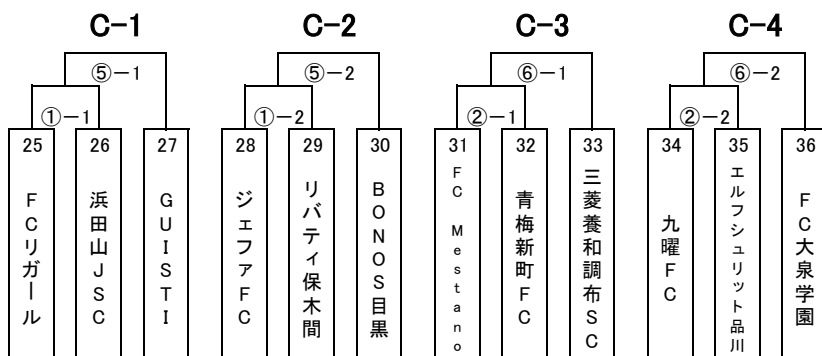 C-1
C-2
C-3
C-4
⑤-1
⑤-2
⑥-1
⑥-2
①-1
①-2
②-1
②-2
25
26
27
28
29
30
31
32
33
34
35
36
FCリガール
浜田山JSC
GUISTI
ジェファFC
リバティ保木間
BONOS目黒
FC Mestano
青梅新町FC
三菱養和調布SC
九曜FC
エルフシュリット品川
FC大泉学園